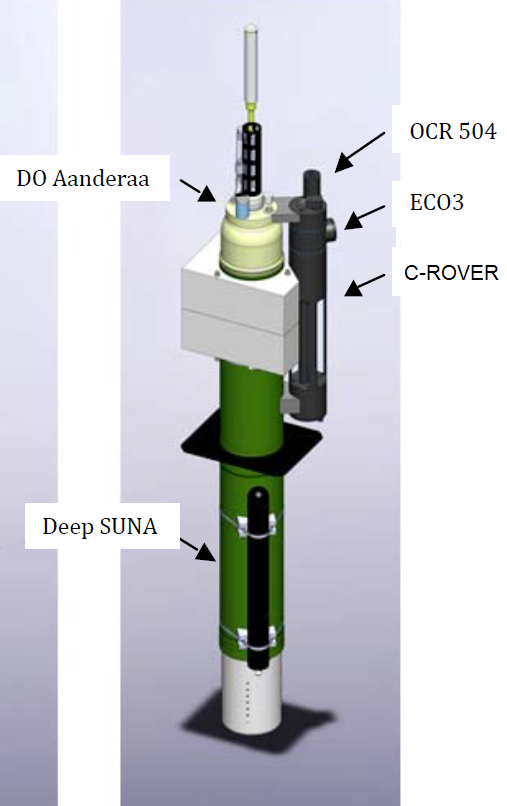 OCR 504
DO Aanderaa
ECO3
C-ROVER
Deep SUNA